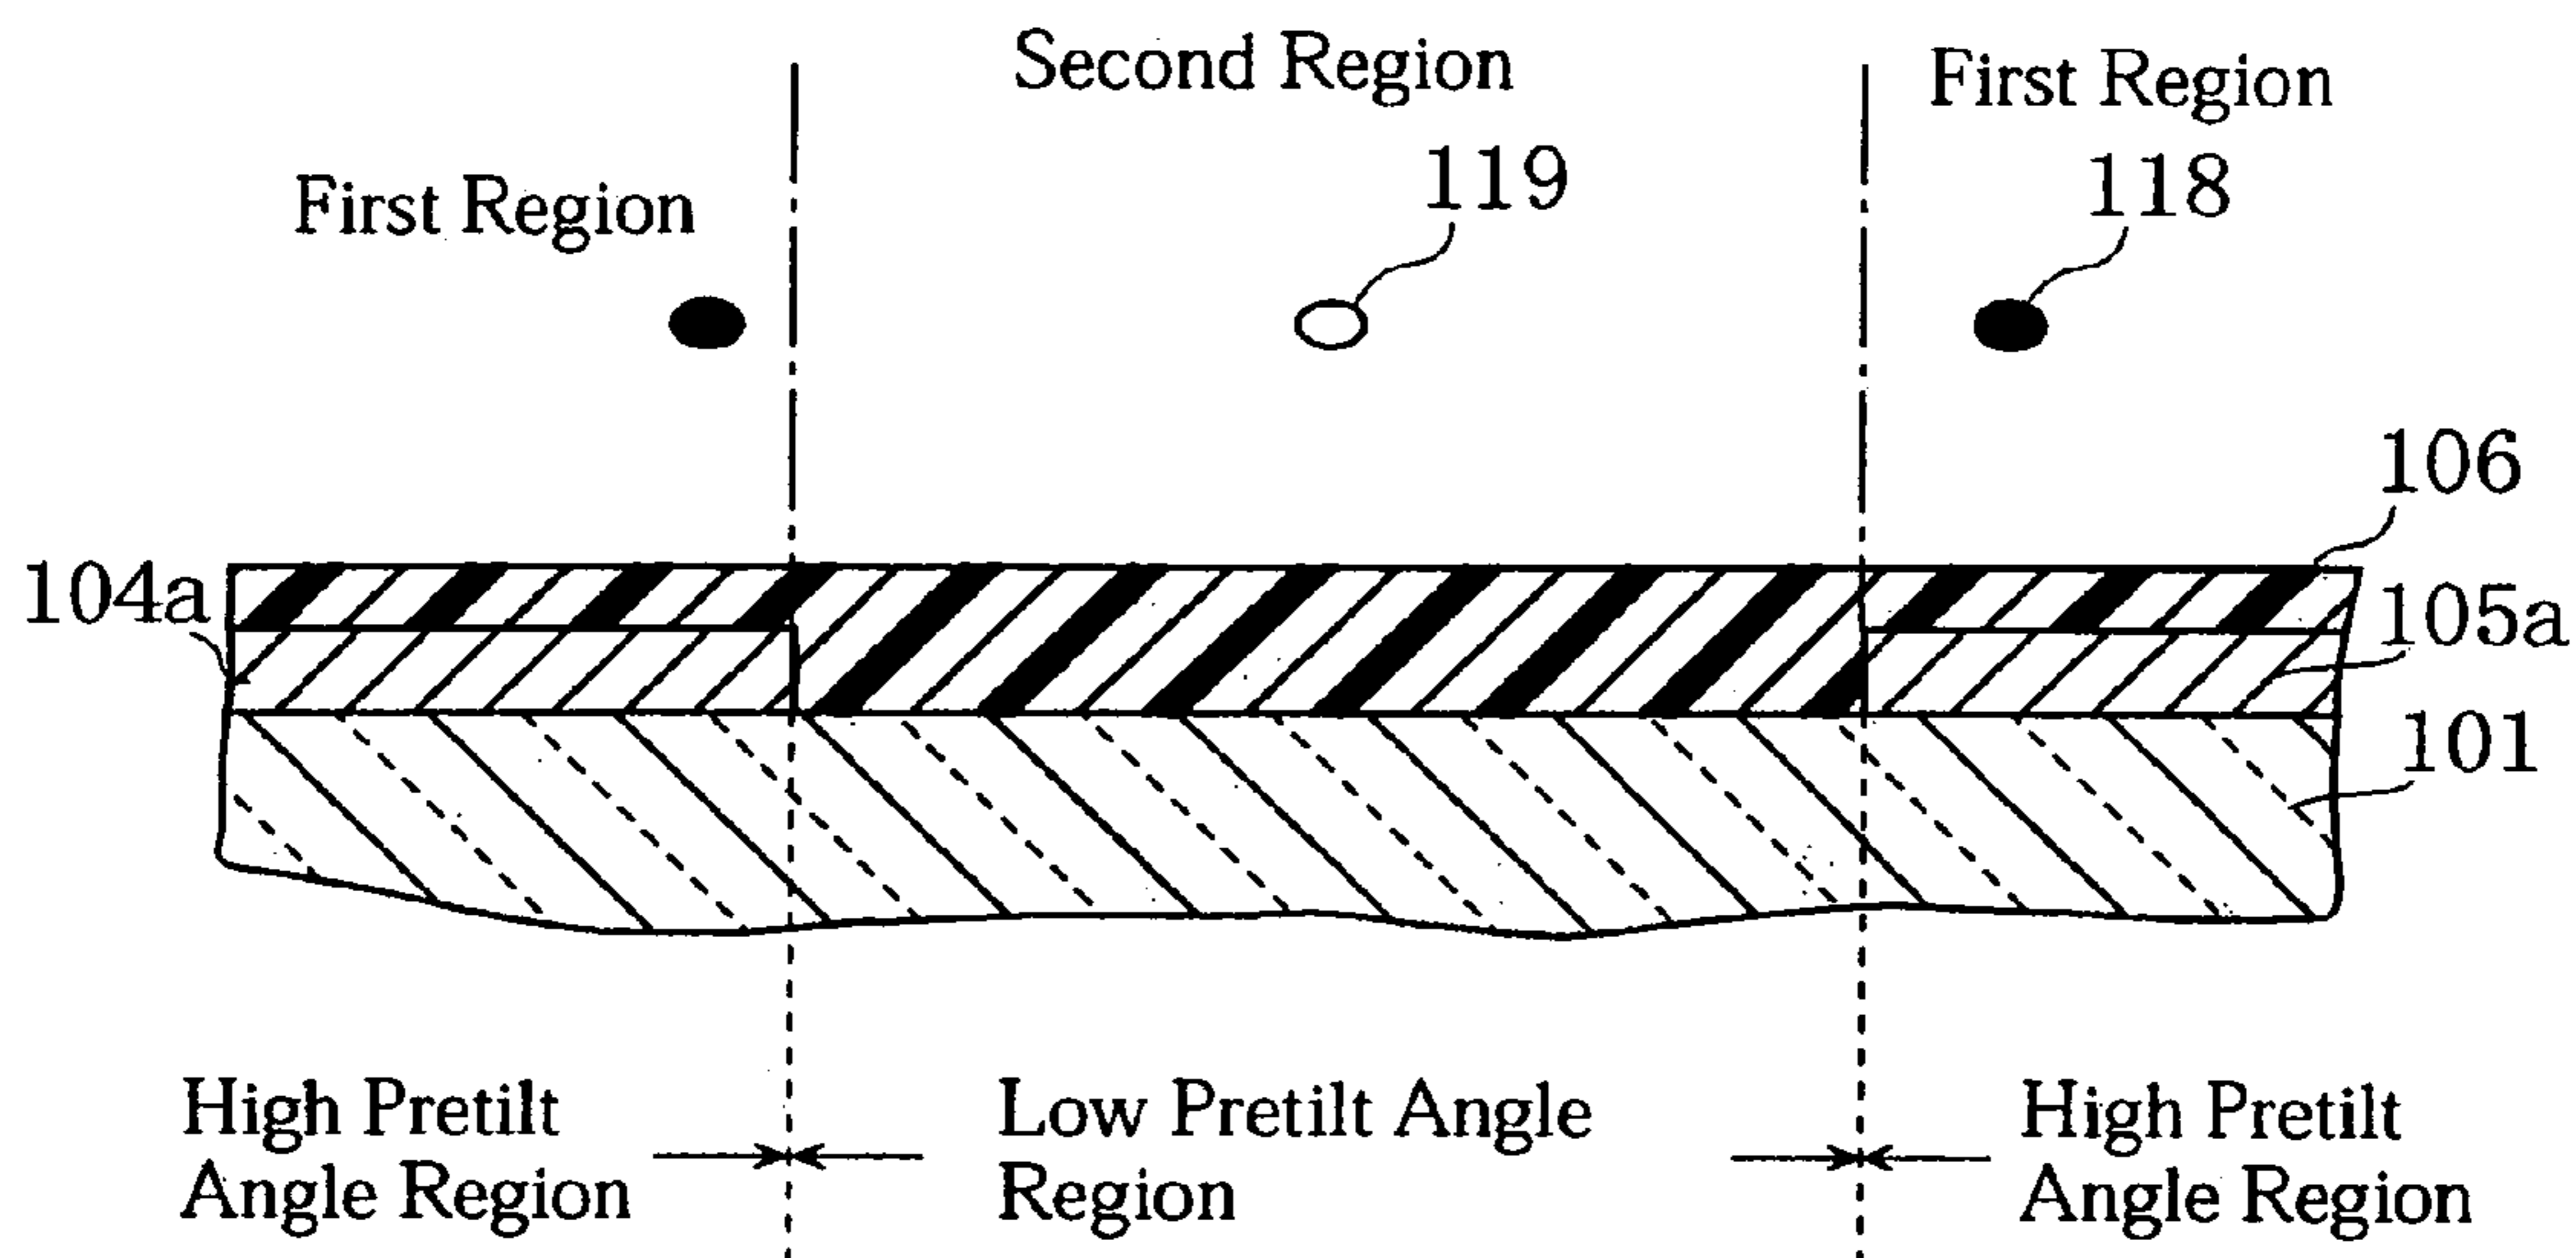 Second Region
First Region
119
118
First Region
106
104a
105a
101
High Pretilt
Angle Region
Low Pretilt Angle
Region
High Pretilt
Angle Region